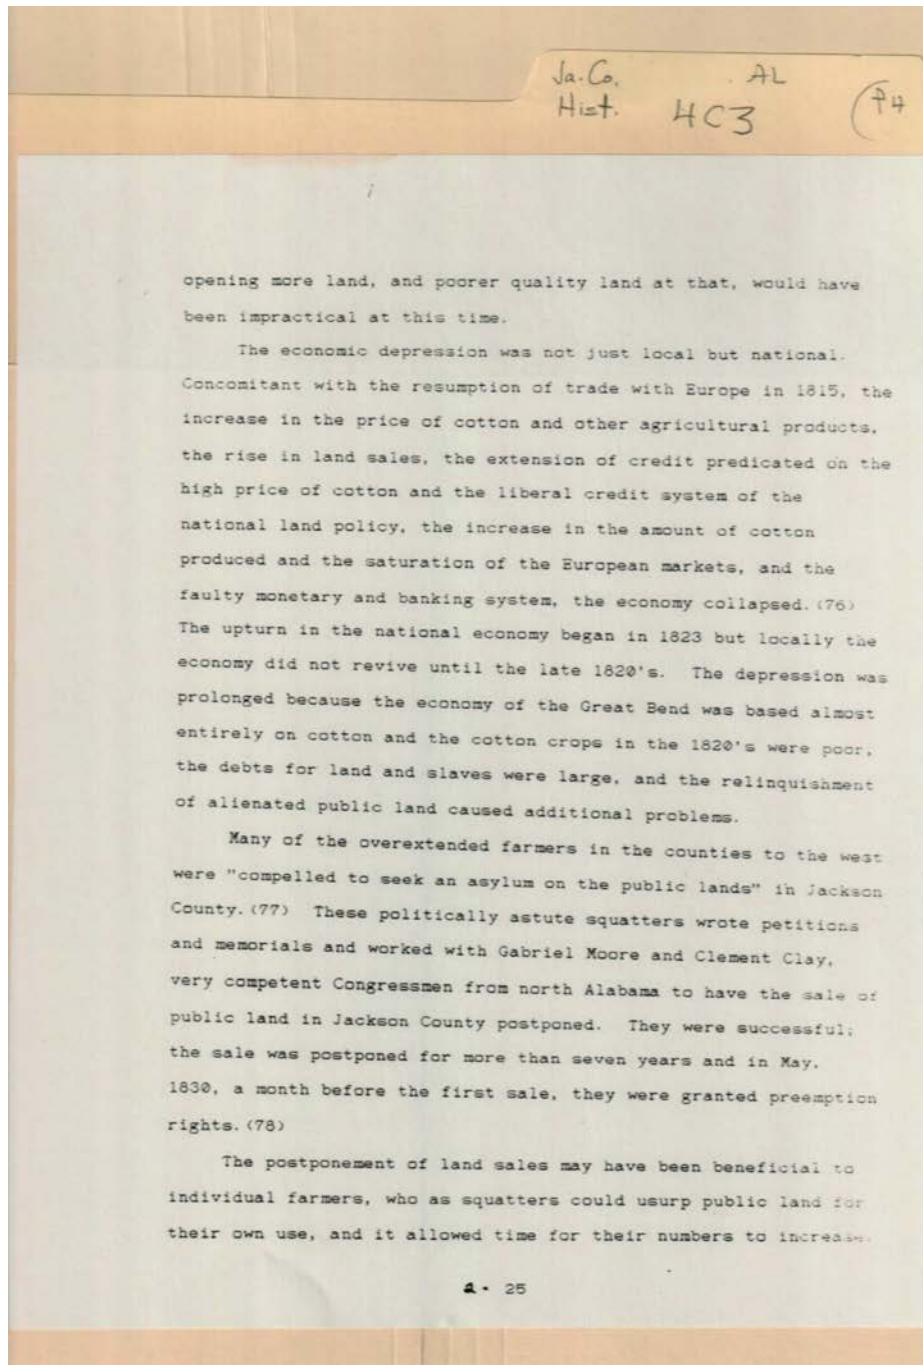 Ja. Co. AL
Hist. 4C3 P4
opening more land, and poorer quality land at that, would have
been impractical at this time.
The economic depression was not just local but national.
Concomitant with the resumption of trade with Europe in 1815, the
increase in the price of cotton and other agricultural products,
the rise in land sales, the extension of credit predicated on the
high price of cotton and the liberal credit system of the
national land policy, the increase in the amount of cotton
produced and the saturation of the European markets, and the
faulty monetary and banking system, the economy collapsed.(76)
The upturn in the national economy began in 1823 but locally the
economy did not revive until the late 1820's. The depression was
prolonged because the economy of the Great Bend was based almost
entirely on cotton and the cotton crops in the 1820's were poor,
the debts for land and slaves were large, and the relinquishment
of alienated public land caused additional problems.
Many of the overextended farmers in the counties to the west
were "compelled to seek an asylum on the public lands" in Jackson
County.(77) These politically astute squatters wrote petitions
and memorials and worked with Gabriel Moore and Clement Clay,
very competent Congressmen from north Alabama to have the sale of
public land in Jackson County postponed. They were successful;
the sale was postponed for more than seven years and in May,
1830, a month before the first sale, they were granted preemption
rights.(78)
The postponement of land sales may have been beneficial to
individual farmers, who as squatters could usurp public land for
their own use, and it allowed time for their numbers to increase.
2- 25